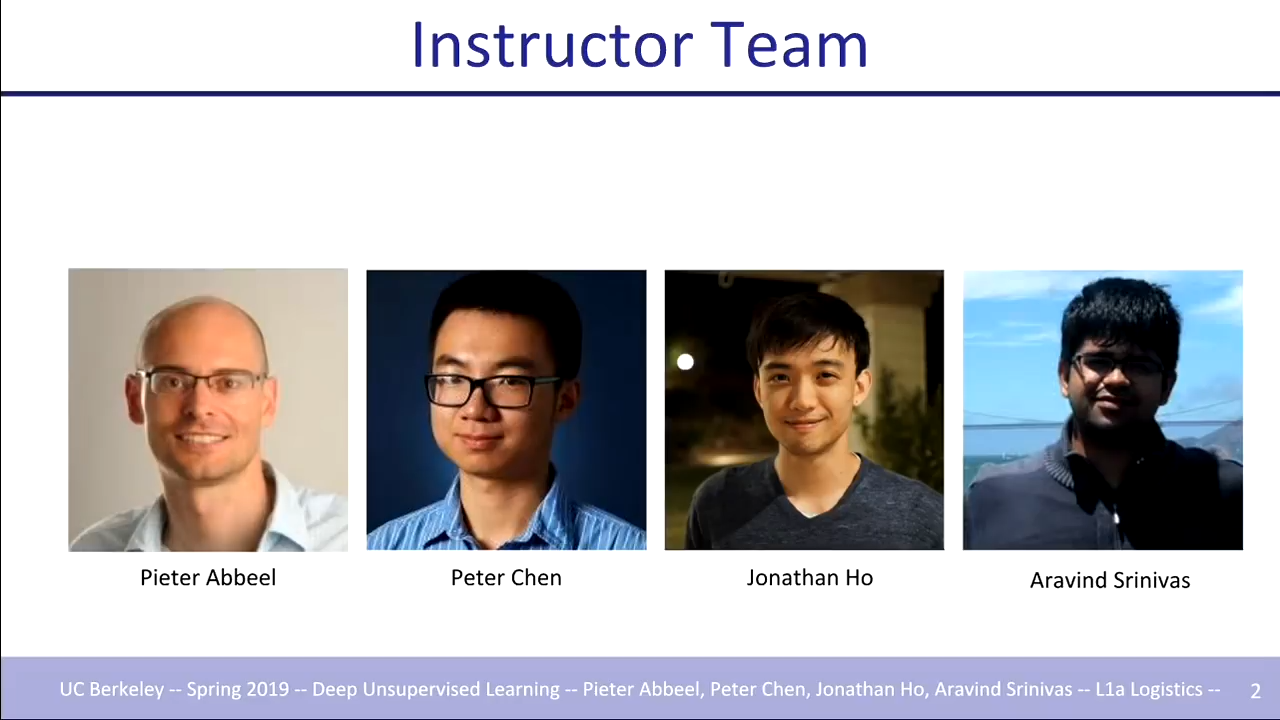 Instructor Team
Pieter Abbeel
Peter Chen
Jonathan Ho
Aravind Srinivas
UC Berkeley -- Spring 2019 -- Deep Unsupervised Learning -- Pieter Abbeel, Peter Chen, Jonathan Ho, Aravind Srinivas -- L1a Logistics --
2